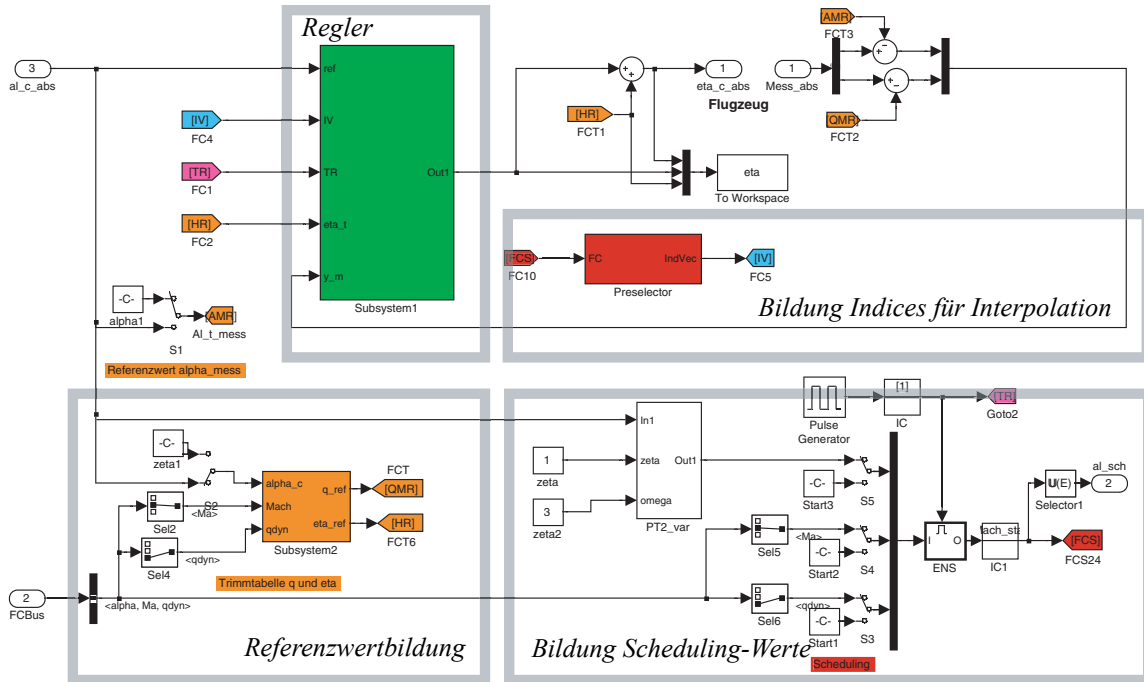 Regler
3
al_c_abs
[IV]
FC4
[TR]
FC1
[HR]
FC2
ref
IV
TR
eta_t
y_m
Out1
Subsystem1
[HR]
FCT1
1
eta_c_abs
Flugzeug
eta
To Workspace
[AMR]
FCT3
1
Mess_abs
[QMR]
FCT2
[FCS]
FC10
FC
IndVec
Preselector
[IV]
FC5
Bildung Indices für Interpolation
-C-
alpha1
S1
[AMR]
Al_t_mess
Referenzwert alpha_mess
-C-
zeta1
S2
Sel2
<Ma>
Sel4
<qdyn>
alpha_c
Mach
qdyn
q_ref
eta_ref
Subsystem2
FCT
[QMR]
[HR]
FCT6
Trimmtabelle q und eta
2
FCBus
<alpha, Ma, qdyn>
Referenzwertbildung
1
zeta
3
zeta2
In1
zeta
omega
Out1
PT2_var
Pulse
Generator
[1]
IC
[TR]
Goto2
-C-
Start3
S5
Sel5
<Ma>
-C-
Start2
S4
Sel6
<qdyn>
-C-
Start1
S3
Scheduling
I
O
ENS
IC1
U(E)
Selector1
al_sch
2
[FCS]
FCS24
Bildung Scheduling-Werte